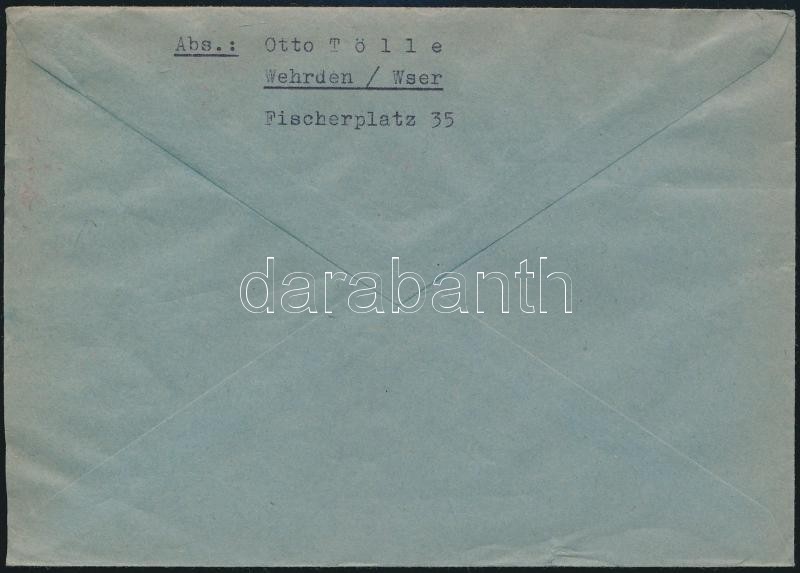 Abs.: Otto T ö l l e
Wehrden / Wser
Fischerplatz 35
darabanth